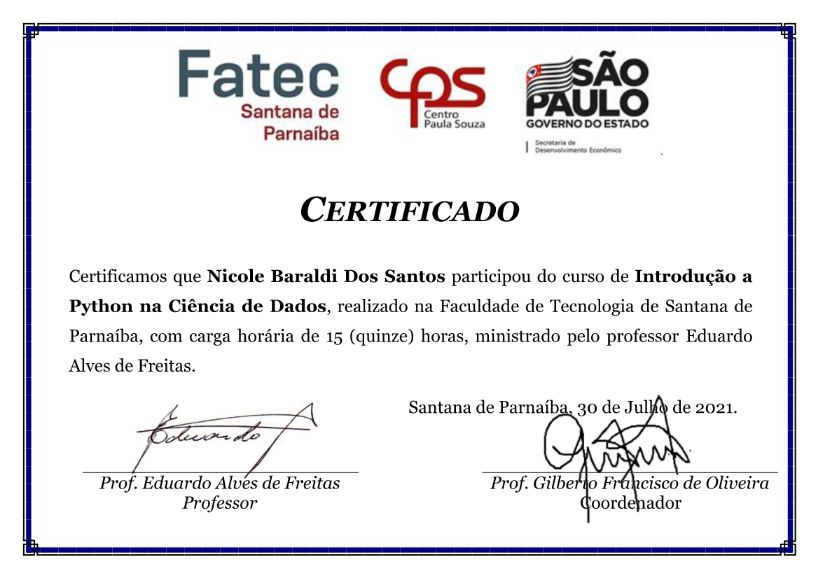 Fatec
Santana de
Parnaíba
CPS
Centro
Paula Souza
SÃO
PAULO
GOVERNO DO ESTADO
Secretaria de
Desenvolvimento Econômico
CERTIFICADO
Certificamos que Nicole Baraldi Dos Santos participou do curso de Introdução a
Python na Ciência de Dados, realizado na Faculdade de Tecnologia de Santana de
Parnaíba, com carga horária de 15 (quinze) horas, ministrado pelo professor Eduardo
Alves de Freitas.
Santana de Parnaíba, 30 de Julho de 2021.
Eduardo
Prof. Eduardo Alves de Freitas
Professor
Prof. Gilberto Francisco de Oliveira
Coordenador